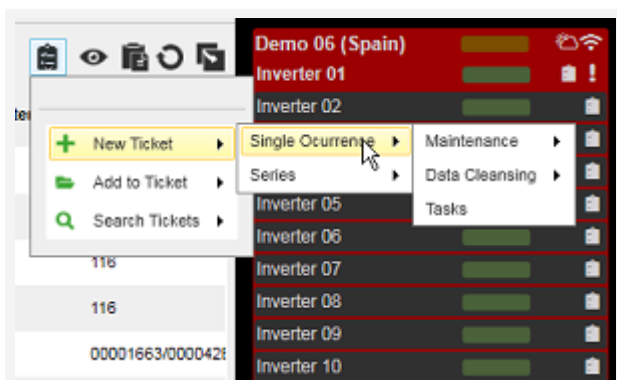 Demo 06 (Spain)
Inverter 01
Inverter 02
New Ticket
Single Ocurrence
Maintenance
Add to Ticket
Series
Data Cleansing
Tasks
Search Tickets
Inverter 05
Inverter 06
116
Inverter 07
116
Inverter 08
Inverter 09
00001663/0000428
Inverter 10